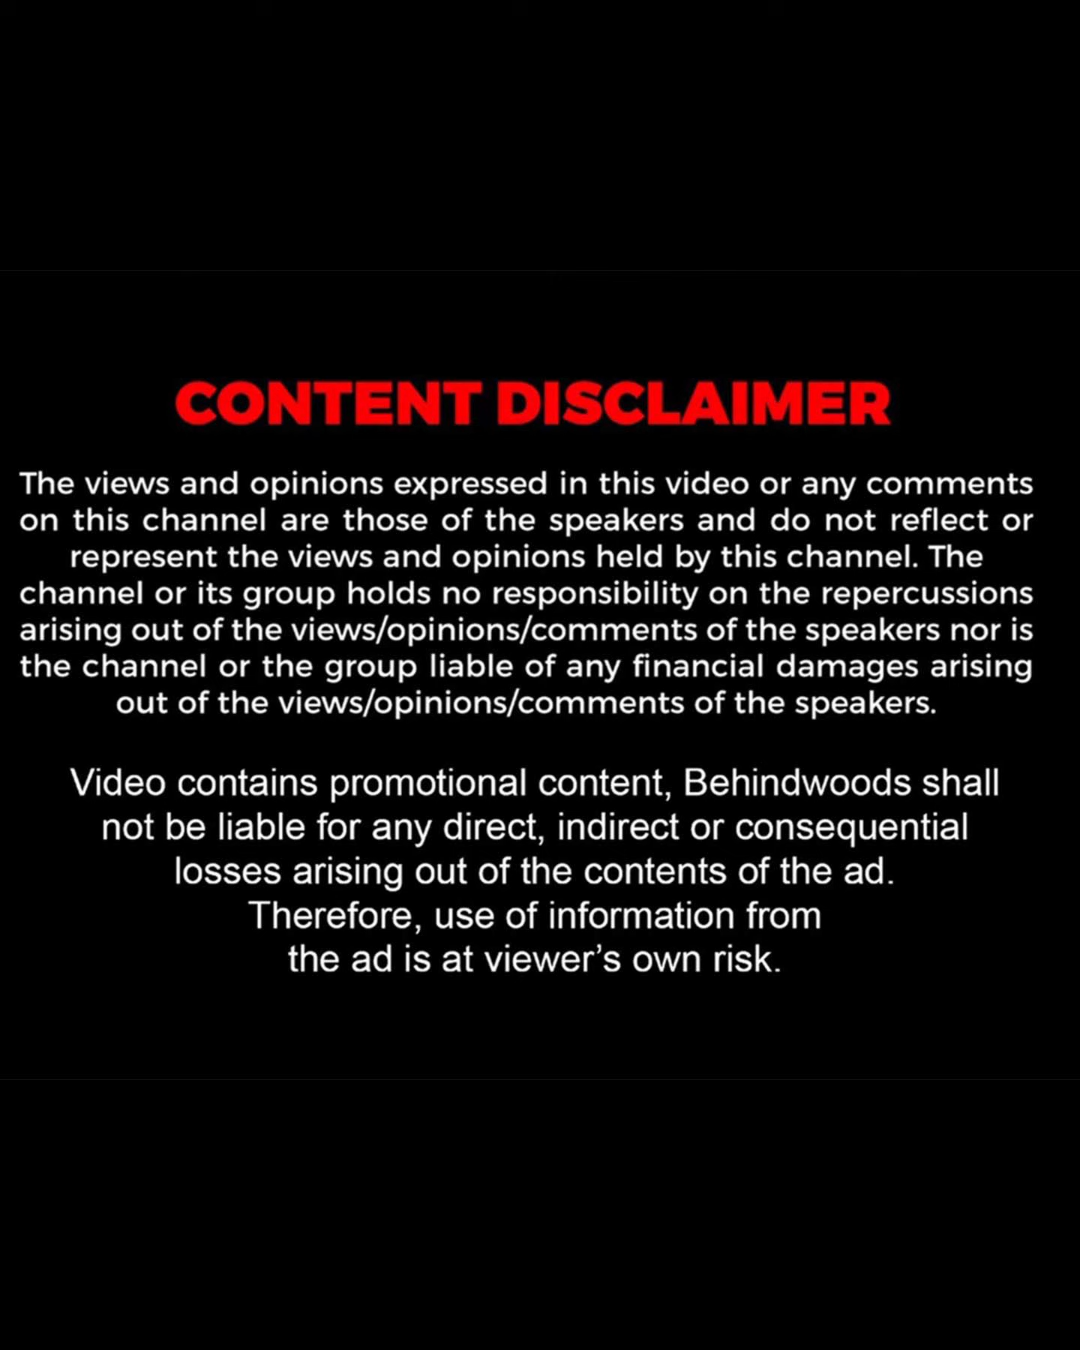 CONTENT DISCLAIMER
The views and opinions expressed in this video or any comments
on this channel are those of the speakers and do not reflect or
represent the views and opinions held by this channel. The
channel or its group holds no responsibility on the repercussions
arising out of the views/opinions/comments of the speakers nor is
the channel or the group liable of any financial damages arising
out of the views/opinions/comments of the speakers.
Video contains promotional content, Behindwoods shall
not be liable for any direct, indirect or consequential
losses arising out of the contents of the ad.
Therefore, use of information from
the ad is at viewer’s own risk.